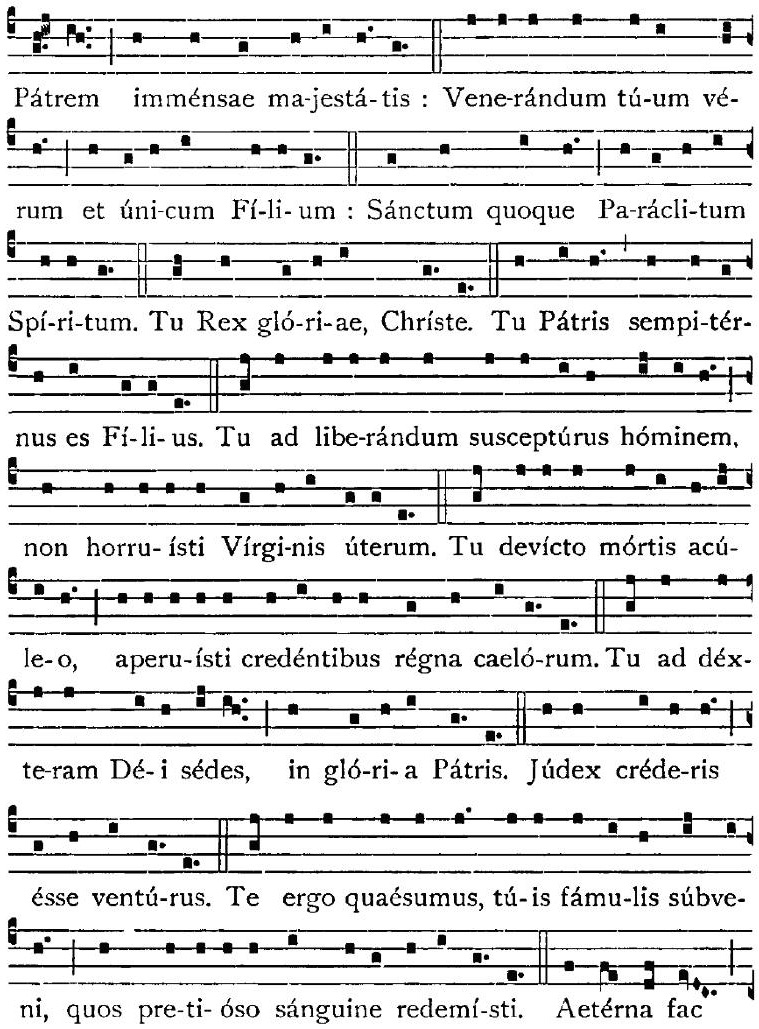 Pátrem imménsae ma-jestá-tis : Vene-rándum tú-um vé-
rum et úni-cum Fí-li-um : Sánctum quoque Pa-rácli-tum
Spí-ri-tum. Tu Rex gló-ri-ae, Chríste. Tu Pátris sempi-tér-
nus es Fí-li-us. Tu ad libe-rándum susceptúrus hóminem,
non horru-ísti Vírgi-nis úterum. Tu devícto mórtis acú-
le-o, aperu-ísti credéntibus régna caeló-rum. Tu ad déx-
te-ram Dé-i sédes, in gló-ri-a Pátris. Júdex créde-ris
ésse ventú-rus. Te ergo quaésumus, tú-is fámu-lis súbve-
ni, quos pre-ti-óso sánguine redemí-sti. Aetérna fac